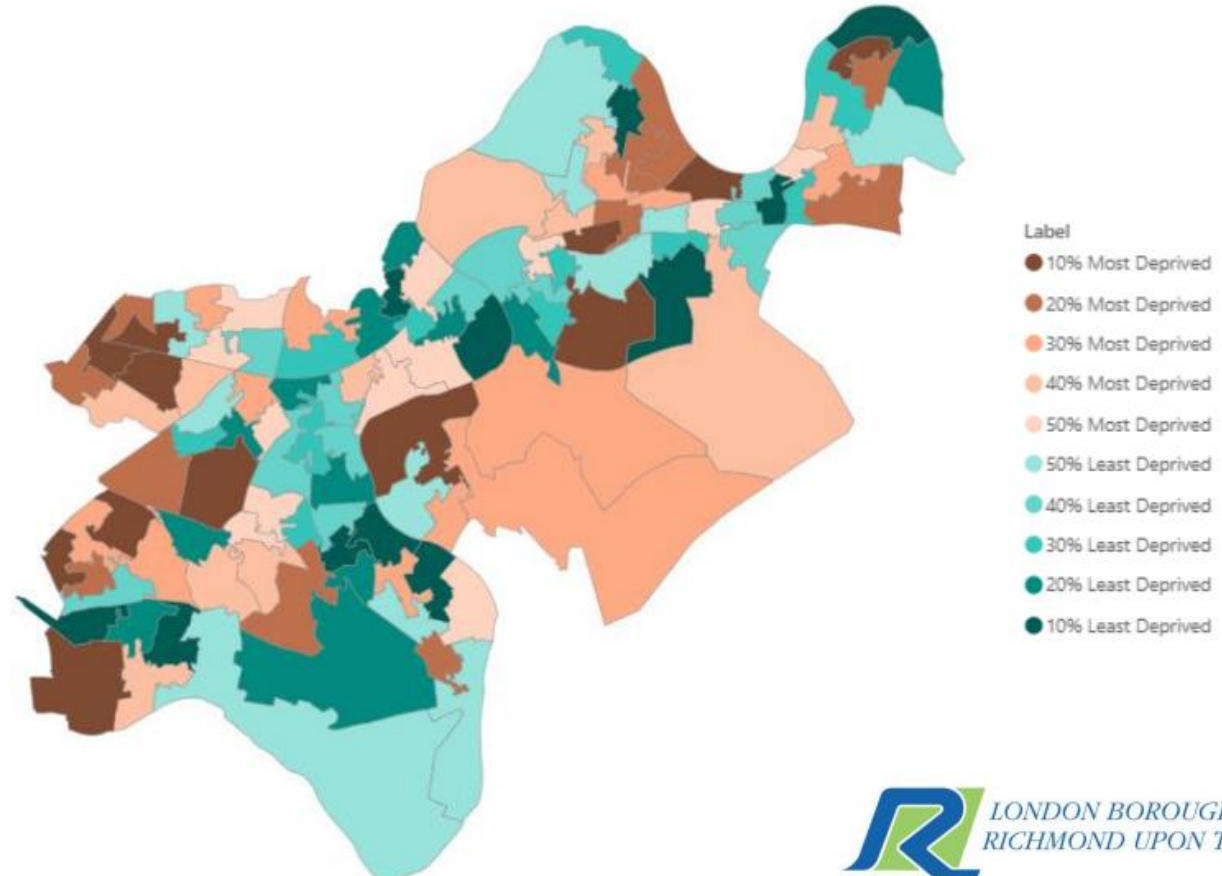 Label
10% Most Deprived
20% Most Deprived
30% Most Deprived
40% Most Deprived
50% Most Deprived
50% Least Deprived
40% Least Deprived
30% Least Deprived
20% Least Deprived
10% Least Deprived
LONDON BOROUGH
RICHMOND UPON T